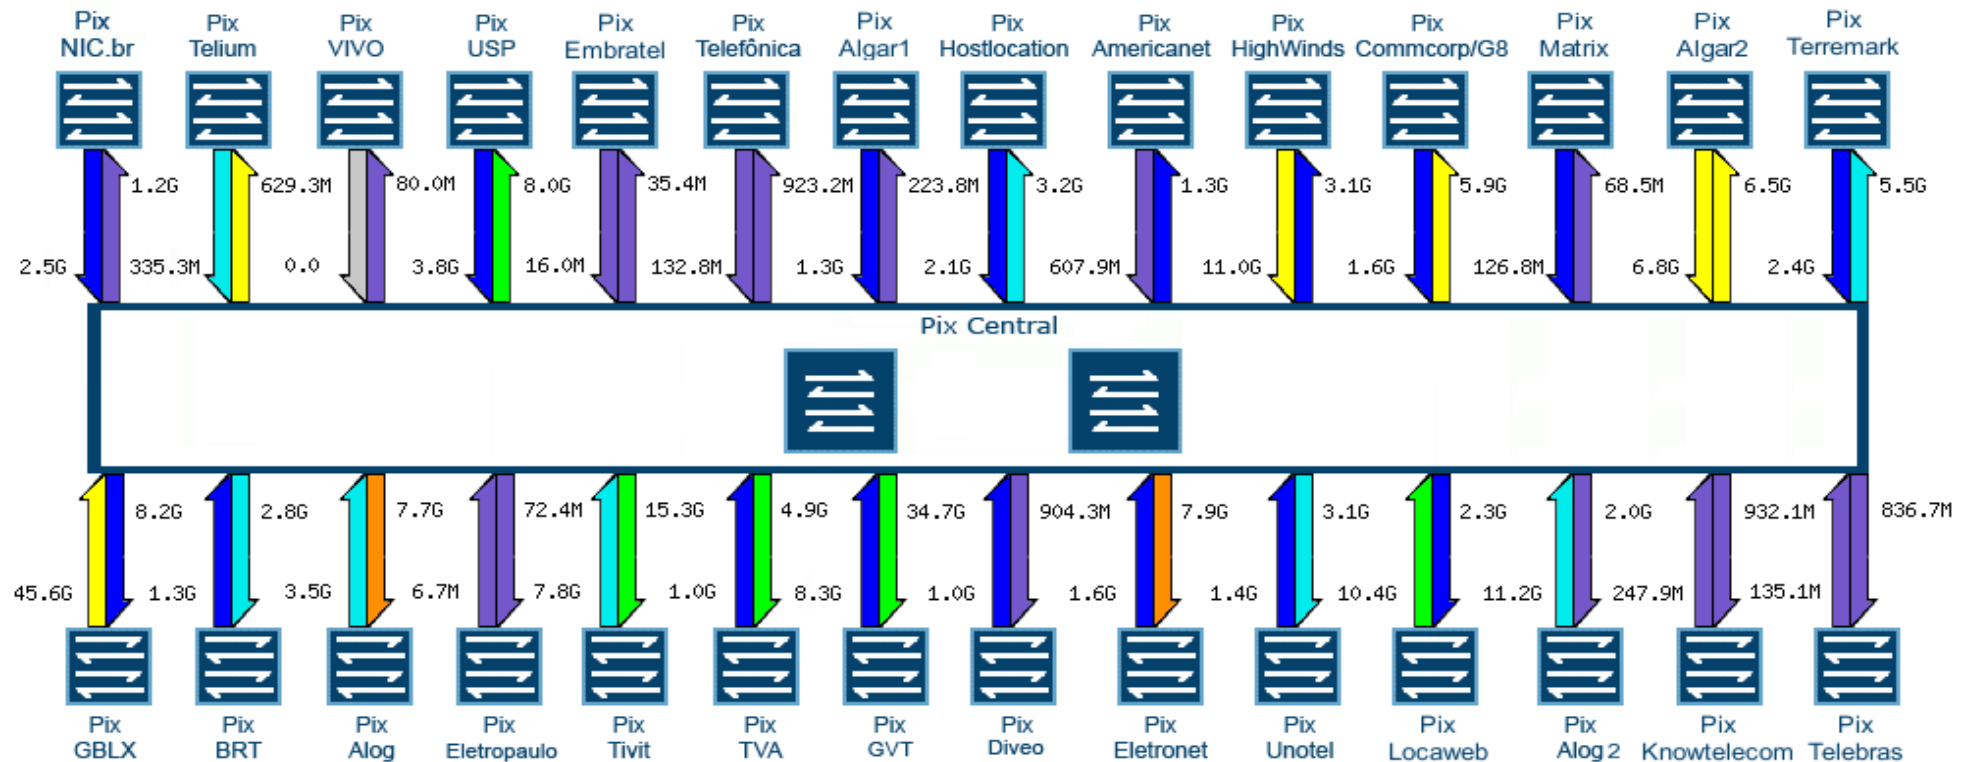 Pix Pix Pix Pix Pix Pix Pix Pix Pix Pix Pix Pix Pix Pix
NIC.br Telium VIVO USP Embratel Telefônica Algar1 Hostlocation Americanet HighWinds Commcorp/G8 Matrix Algar2 Terremark
1.2G 629.3M 80.0M 8.0G 35.4M 923.2M 223.8M 3.2G 1.3G 3.1G 5.9G 68.5M 6.5G 5.5G
2.5G 335.3M 0.0 3.8G 16.0M 132.8M 1.3G 2.1G 607.9M 11.0G 1.6G 126.8M 6.8G 2.4G
Pix Central
8.2G 2.8G 7.7G 72.4M 15.3G 4.9G 34.7G 904.3M 7.9G 3.1G 2.3G 2.0G 932.1M 836.7M
45.6G 1.3G 3.5G 6.7M 7.8G 1.0G 8.3G 1.0G 1.6G 1.4G 10.4G 11.2G 247.9M 135.1M
Pix Pix Pix Pix Pix Pix Pix Pix Pix Pix Pix Pix Pix Pix
GBLX BRT Alog Eletropaulo Tivit TVA GVT Diveo Eletronet Unotel Locaweb Alog 2 Knowtelecom Telebras